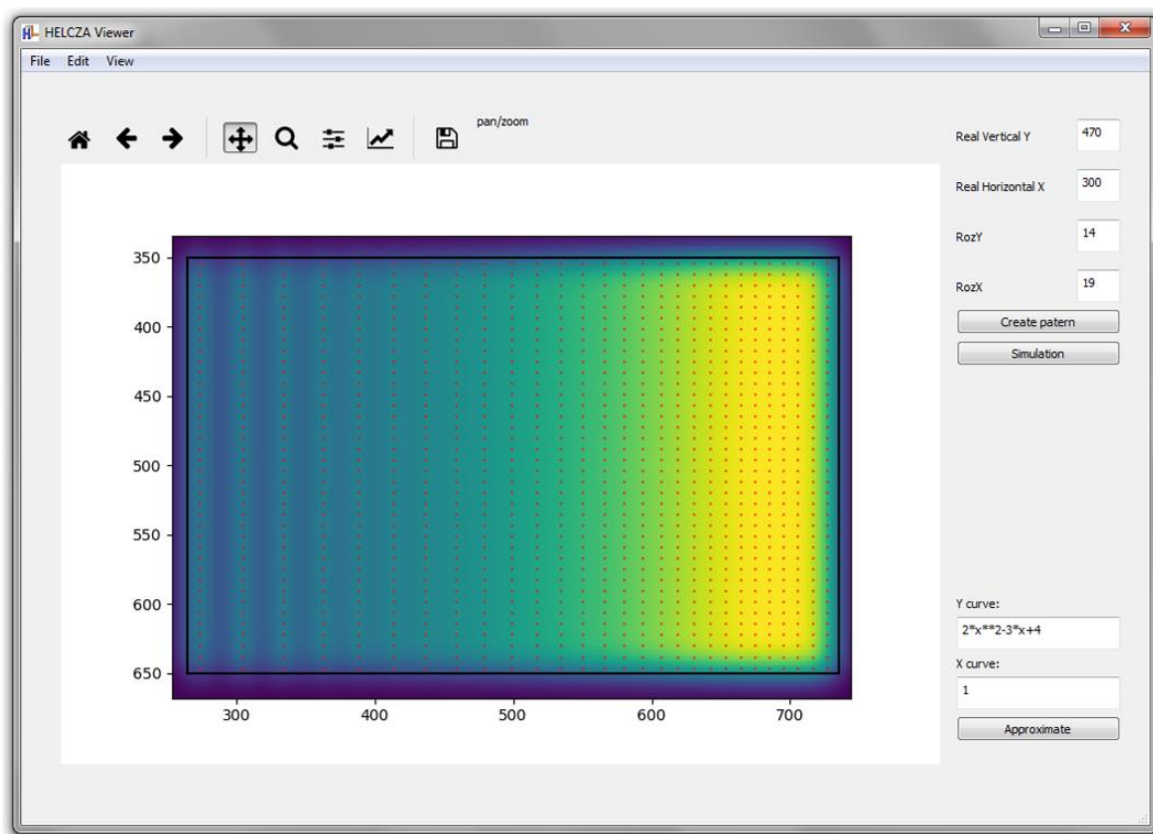 HELCZA Viewer
File Edit View
pan/zoom
Real Vertical Y 470
Real Horizontal X 300
RozY 14
RozX 19
Create patern
Simulation
350
400
450
500
550
600
650
300 400 500 600 700
Y curve:
2*x**2-3*x+4
X curve:
1
Approximate